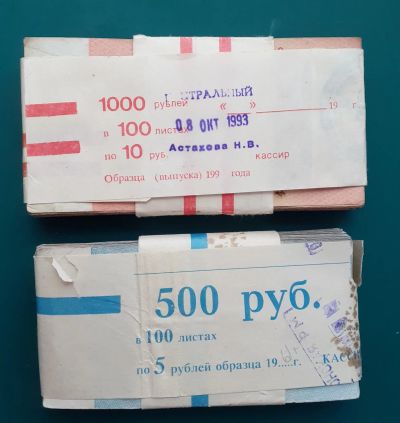 ЦЕНТРАЛЬНЫЙ
1000 рублей « » 19 г.
в 100 листах
08 ОКТ 1993
по 10 руб.
Астахова Н.В.
кассир
Образца (выпуска) 199 года
500 руб.
в 100 листах
по 5 рублей образца 19.....г. КАССИ